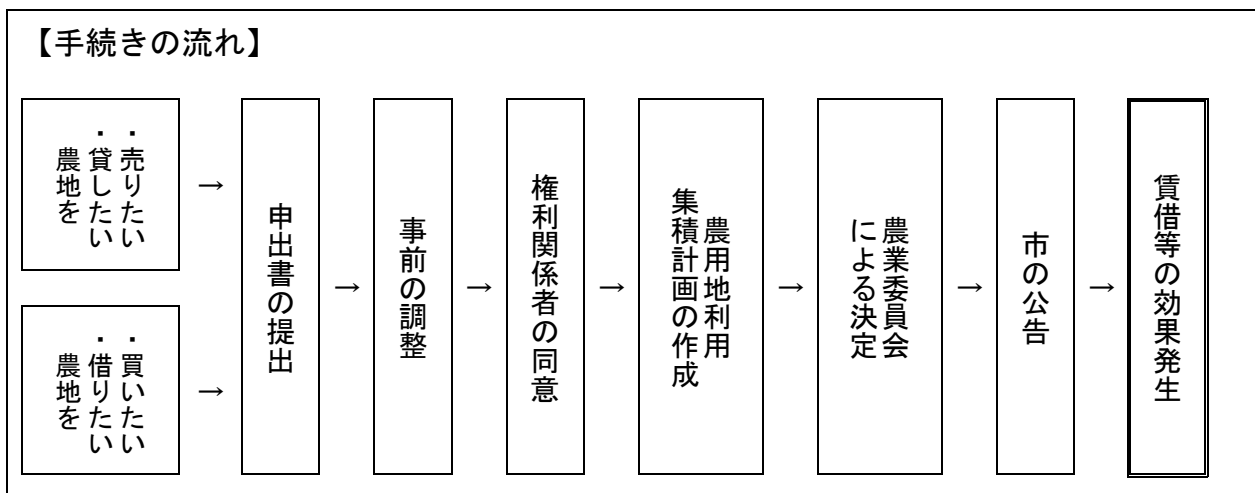 【手続きの流れ】
・売りたい
・貸したい
農地を
→
・買いたい
・借りたい
農地を
→
申出書の提出
→
事前の調整
→
権利関係者の同意
→
農用地利用
集積計画の作成
→
農業委員会
による決定
→
市の公告
→
賃借等の効果発生